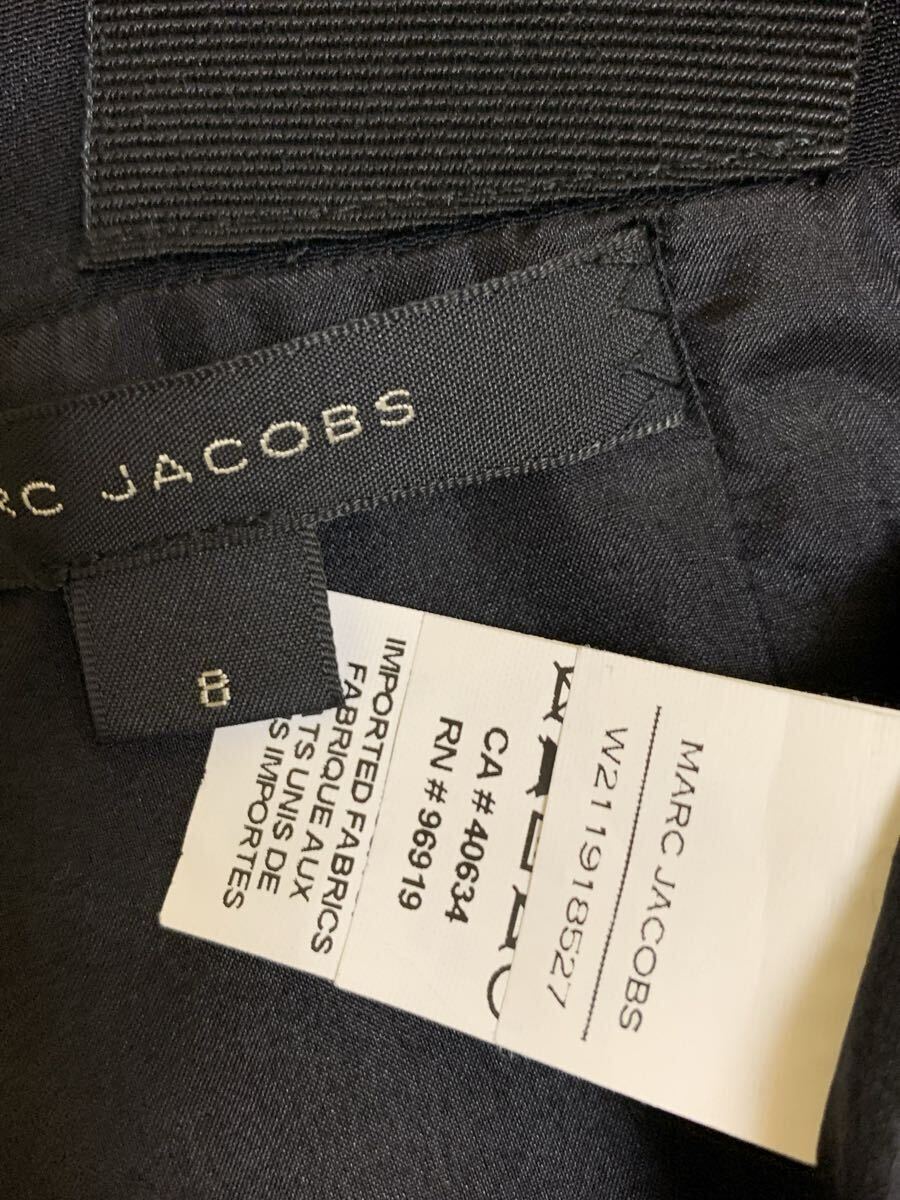 RC JACOBS
8
IMPORTED FABRICS
FABRIQUE AUX
TS UNIS DE
S IMPORTES
CA #40634
RN #96919
MARC JACOBS
W211918527